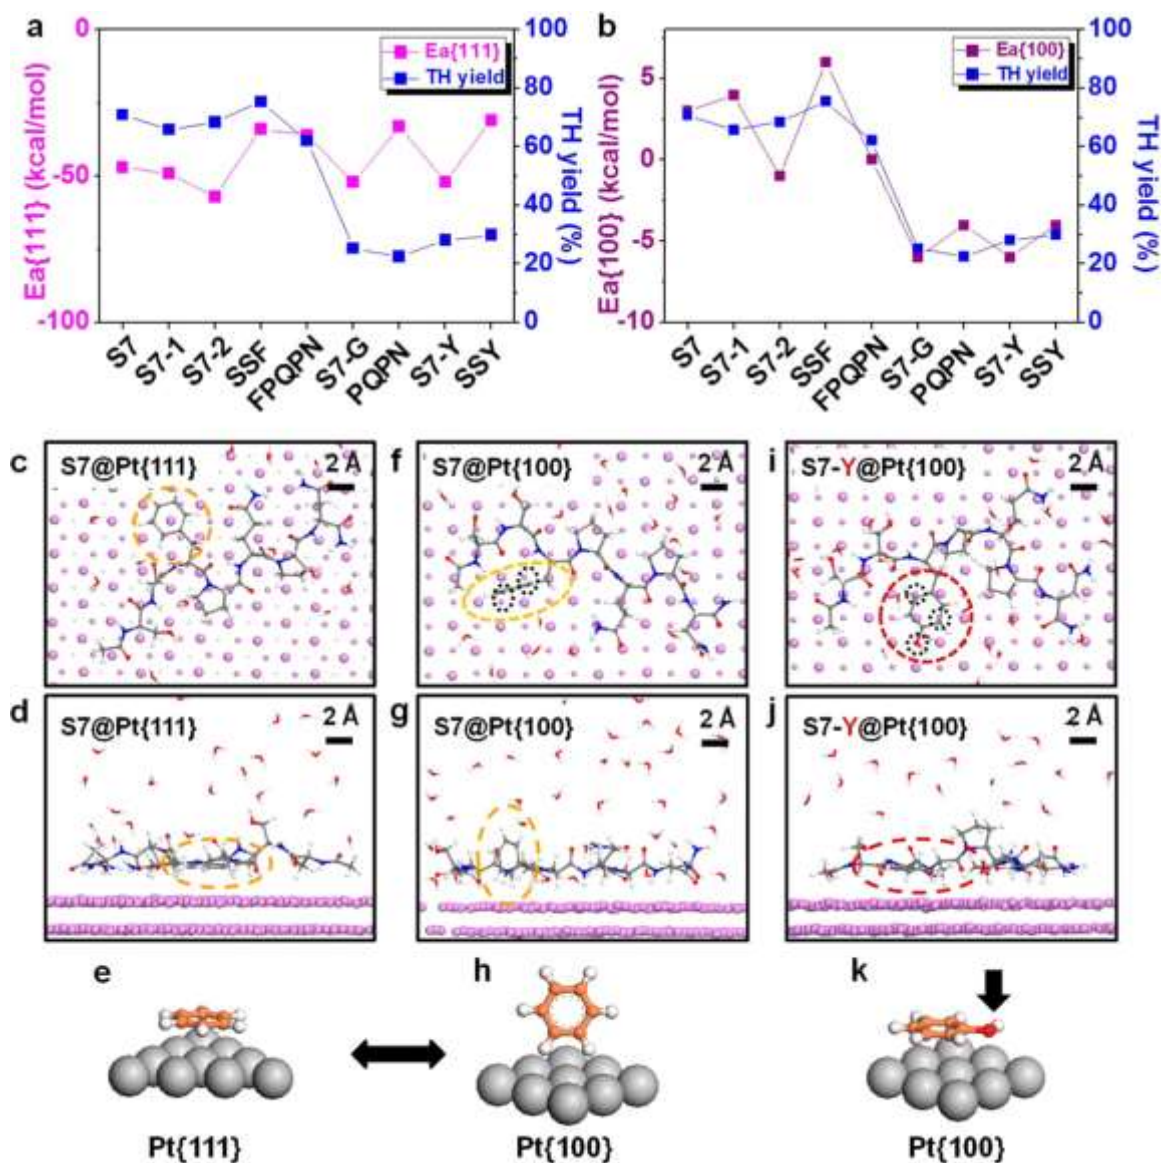 a
Ea{111} (kcal/mol)
0
-50
-100
Ea{111}
TH yield
100
80
60
40
20
0
TH yield (%)
S7
S7-1
S7-2
SSF
FPQPN
S7-G
PQPN
S7-Y
SSY
b
Ea{100} (kcal/mol)
5
0
-5
-10
Ea{100}
TH yield
100
80
60
40
20
0
TH yield (%)
S7
S7-1
S7-2
SSF
FPQPN
S7-G
PQPN
S7-Y
SSY
c
S7@Pt{111}
2 Å
f
S7@Pt{100}
2 Å
i
S7-Y@Pt{100}
2 Å
d
S7@Pt{111}
2 Å
g
S7@Pt{100}
2 Å
j
S7-Y@Pt{100}
2 Å
e
Pt{111}
h
Pt{100}
k
Pt{100}